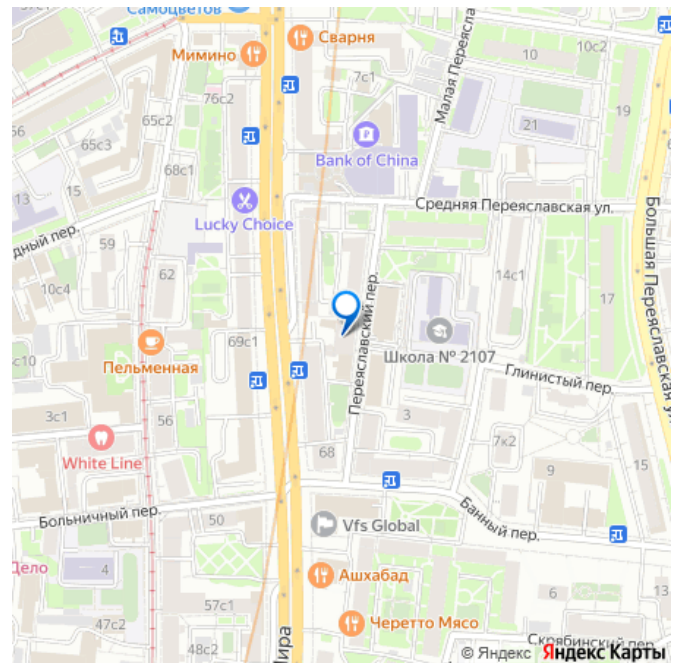 Самоцветов
Сварня
Мимино
10
10с2
76с2
7с1
Малая Переясла
19
56
65с2
21
65с3
Bank of China
68с1
15
13
Средняя Переяславская ул.
Lucky Choice
дный пер.
59
62
14с1
Большая Переяславская ул.
10с4
17
Переяславский пер.
69с1
Школа № 2107
с10
Пельменная
Глинистый пер.
3с1
56
3
7к2
White Line
68
9
15
Больничный пер.
50
Банный пер.
Vfs Global
Дело
4
Ашхабад
57с1
6
47с2
Черетто Мясо
48с2
Мира
Скрябинский пер.
© Яндекс Яндекс Карты